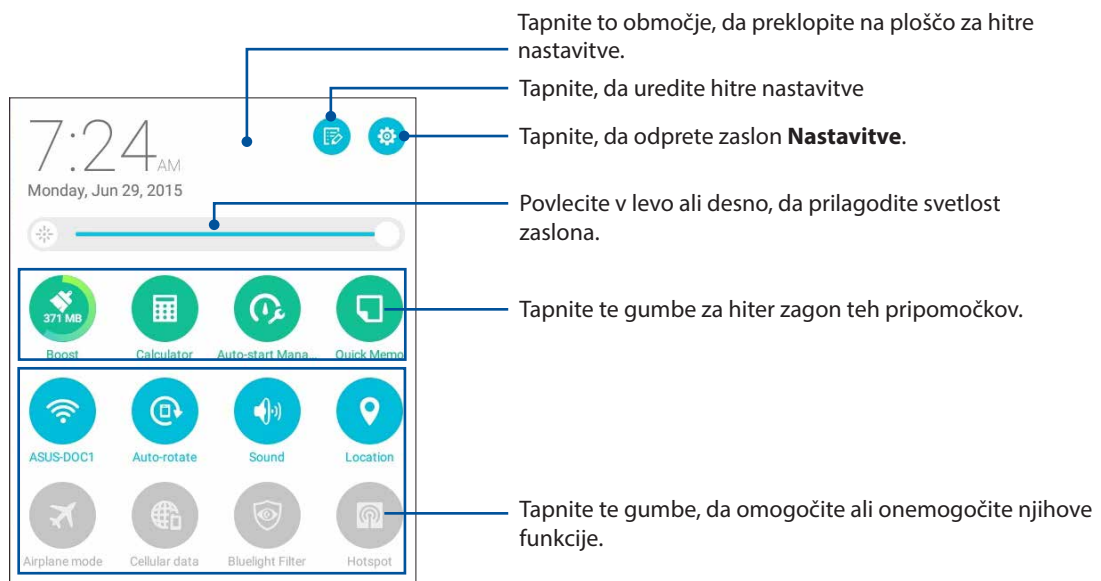 Tapnite to območje, da preklopite na ploščo za hitre
nastavitve.
Tapnite, da uredite hitre nastavitve
Tapnite, da odprete zaslon Nastavitve.
7:24 AM
Monday, Jun 29, 2015
Povlecite v levo ali desno, da prilagodite svetlost
zaslona.
371 MB
Boost Calculator Auto-start Mana... Quick Memo
Tapnite te gumbe za hiter zagon teh pripomočkov.
ASUS-DOC1 Auto-rotate Sound Location
Airplane mode Cellular data Bluelight Filter Hotspot
Tapnite te gumbe, da omogočite ali onemogočite njihove
funkcije.